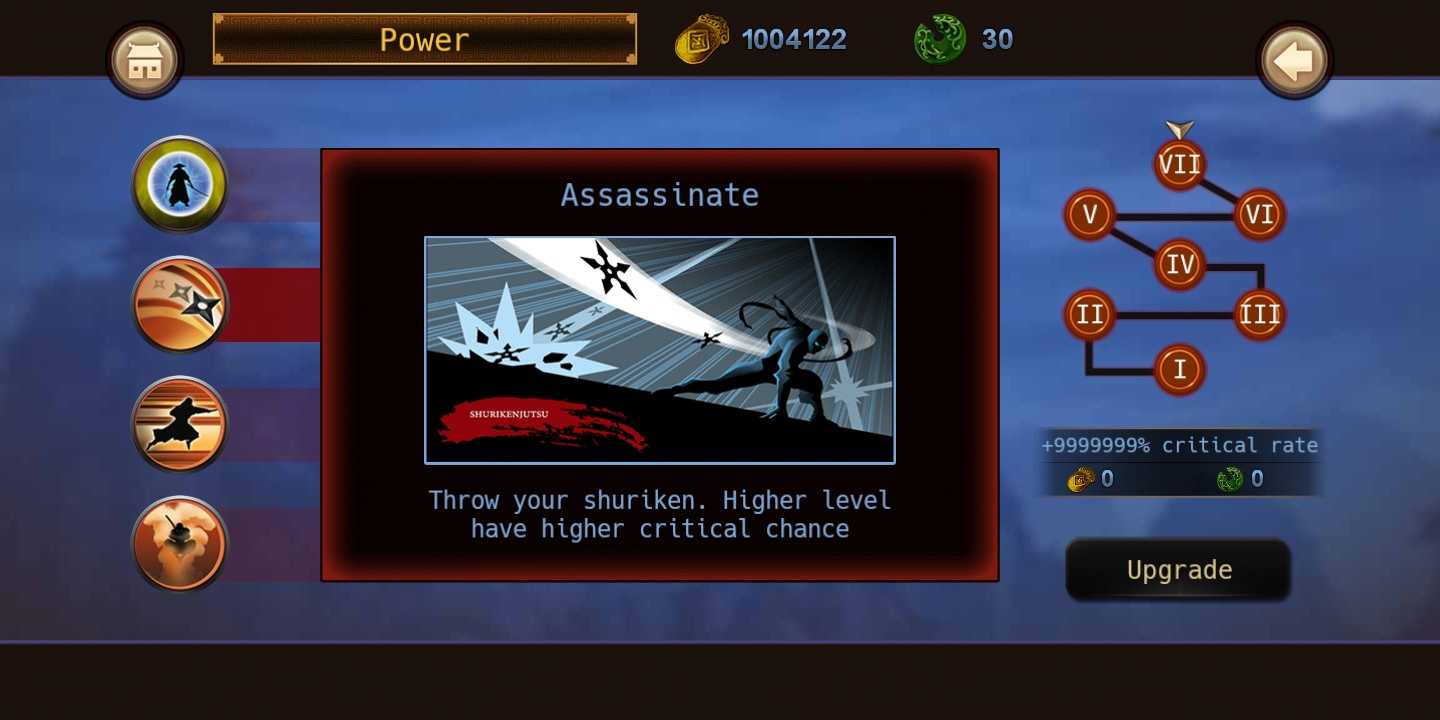 Power
1004122
30
Assassinate
SHURIKENJUTSU
Throw your shuriken. Higher level
have higher critical chance
VII
V
VI
IV
II
III
I
+9999999% critical rate
0
0
Upgrade